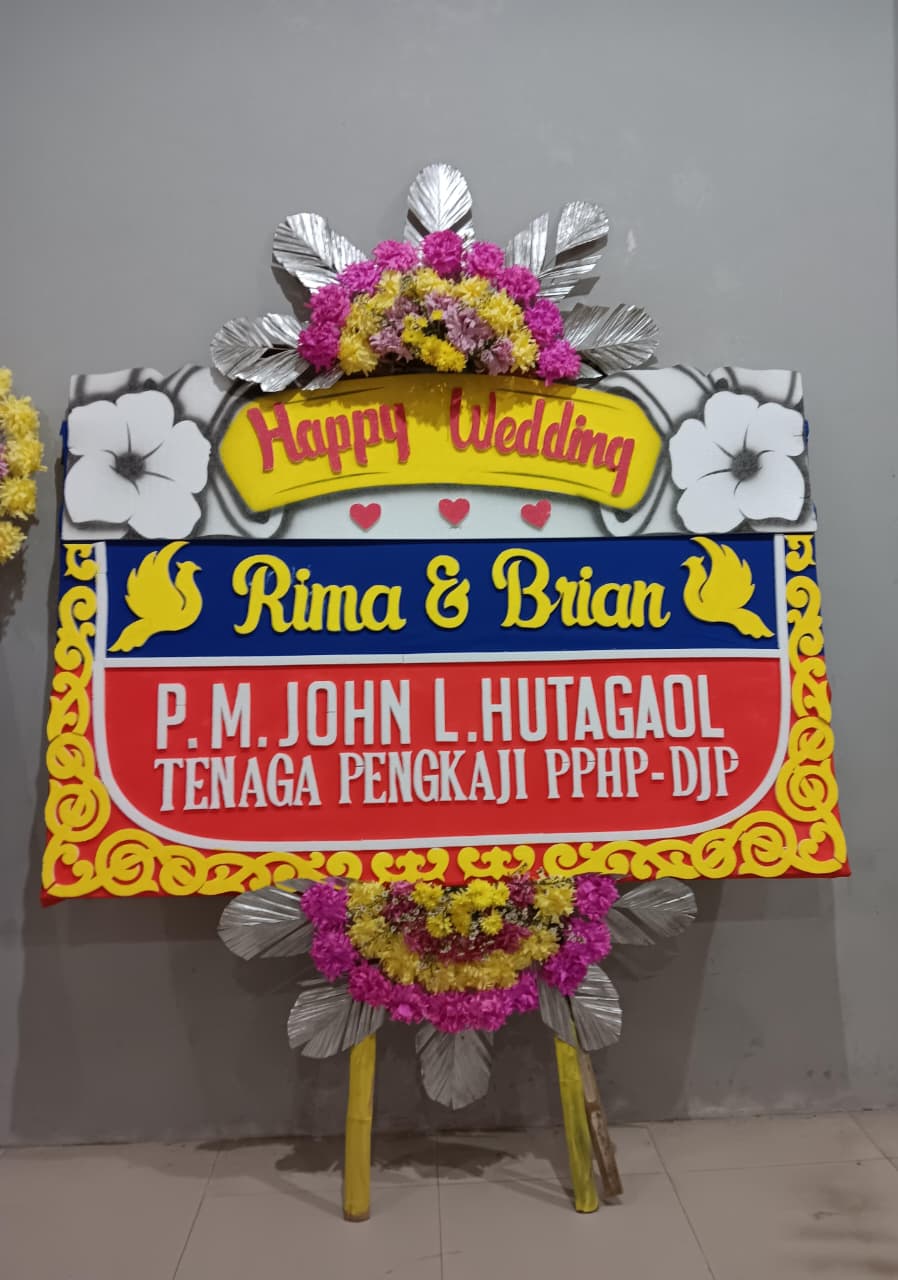 Happy Wedding
Rima & Brian
P.M. JOHN L.HUTAGAOL
TENAGA PENGKAJI PPHP-DJP